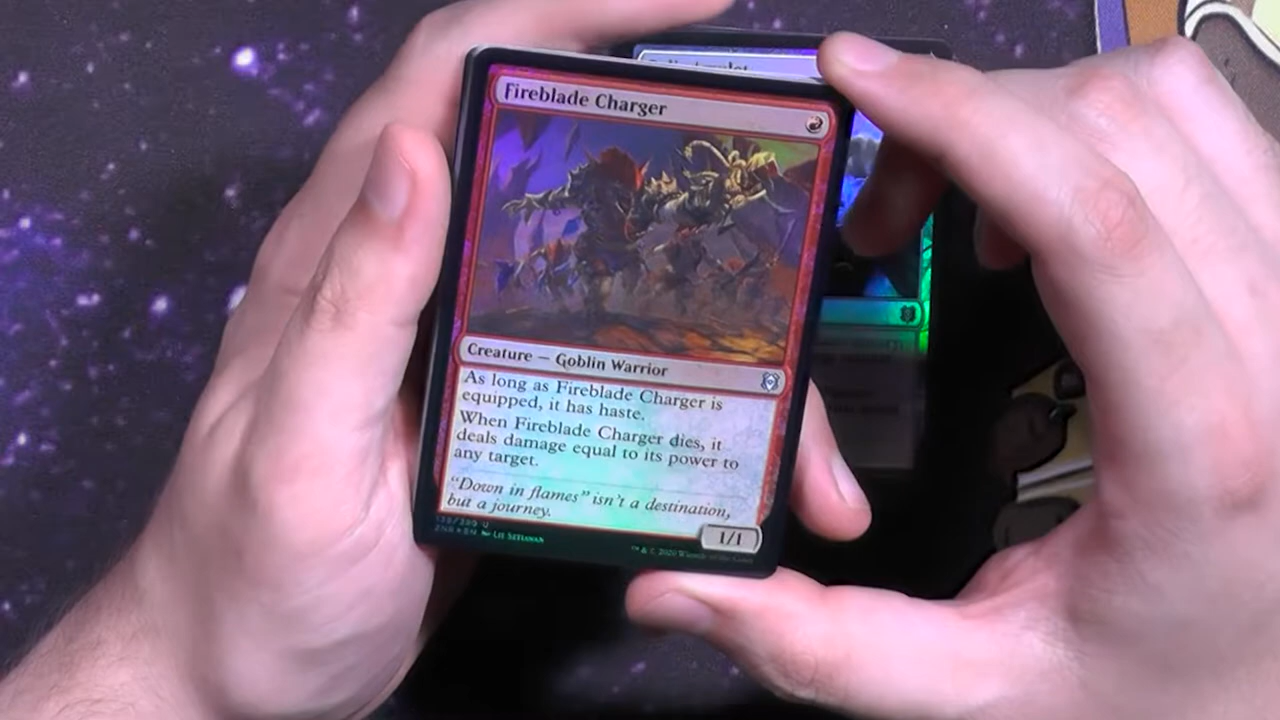 Fireblade Charger
Creature — Goblin Warrior
As long as Fireblade Charger is
equipped, it has haste.
When Fireblade Charger dies, it
deals damage equal to its power to
any target.
"Down in flames" isn't a destination,
but a journey.
1/1